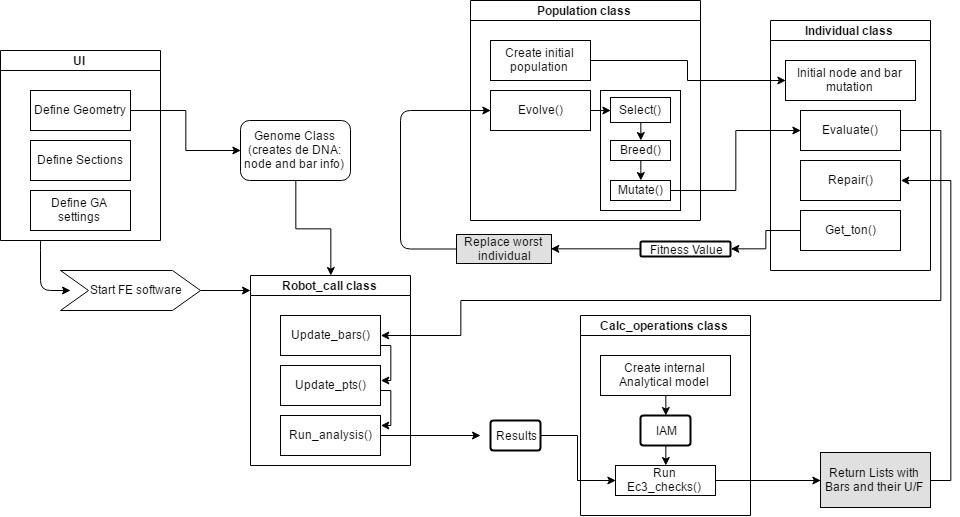 Population class
Create initial
population
Evolve()
Select()
Breed()
Mutate()
Individual class
Initial node and bar
mutation
Evaluate()
Repair()
Get_ton()
UI
Define Geometry
Define Sections
Define GA
settings
Genome Class
(creates de DNA:
node and bar info)
Replace worst
individual
Fitness Value
Start FE software
Robot_call class
Update_bars()
Update_pts()
Run_analysis()
Results
Calc_operations class
Create internal
Analytical model
IAM
Run
Ec3_checks()
Return Lists with
Bars and their U/F